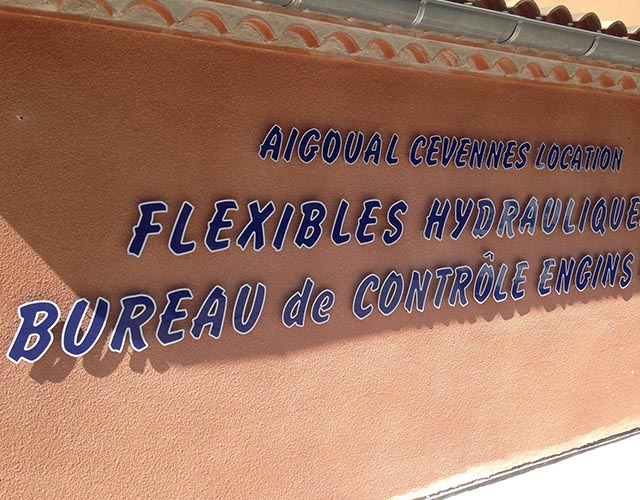 AIGOUAL CEVENNES LOCATION
FLEXIBLES HYDRAULIQUE
BUREAU de CONTRÔLE ENGINS